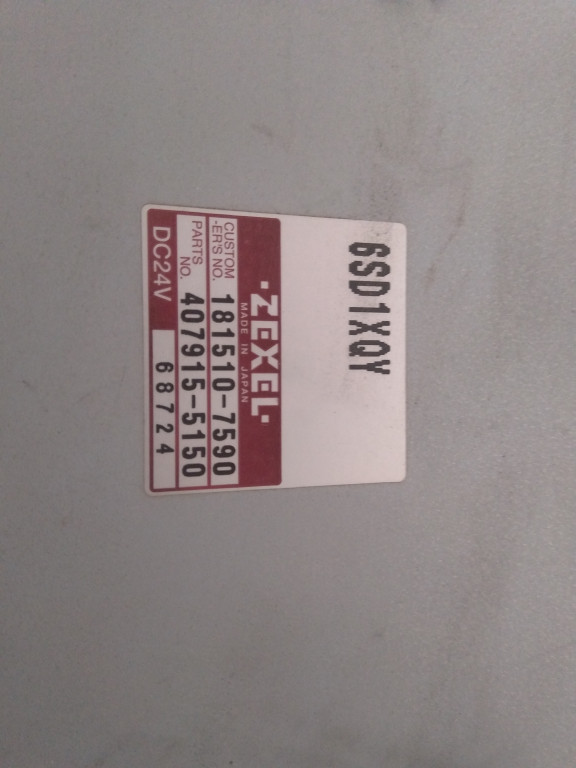 6SD1XQY
·ZEXEL·
MADE IN JAPAN
CUSTOM
-ER'S NO. 181510-7590
PARTS
NO. 407915-5150
DC24V 68724